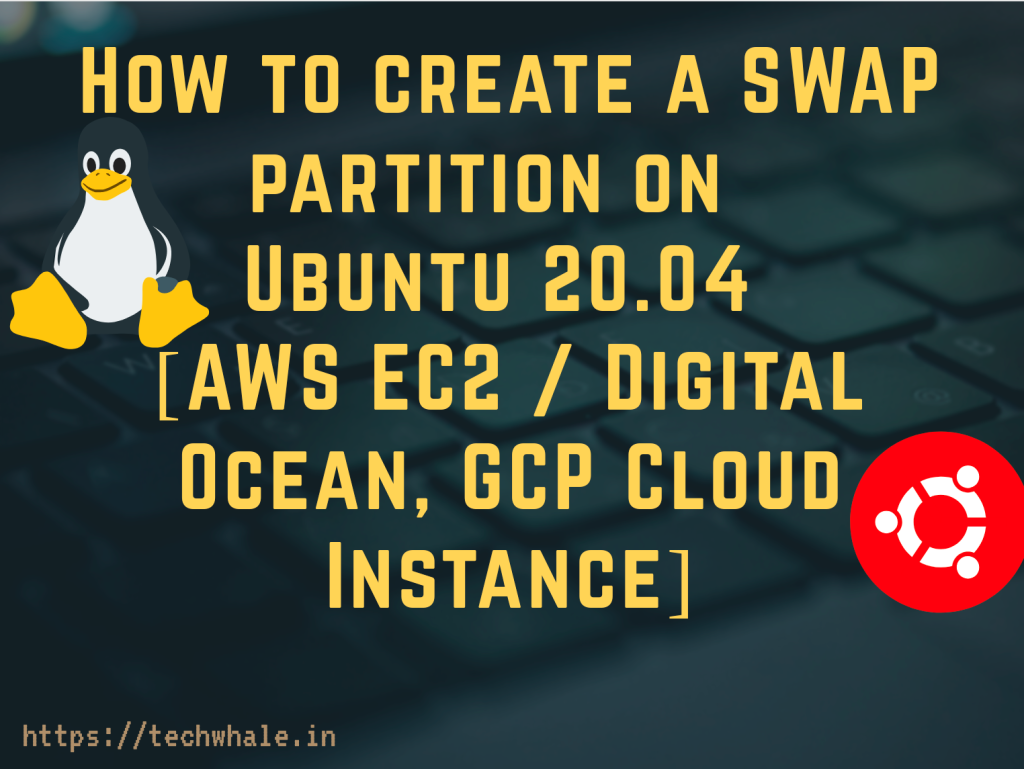 How to create a SWAP
partition on
Ubuntu 20.04
[AWS EC2 / Digital
Ocean, GCP Cloud
Instance]
https://techwhale.in